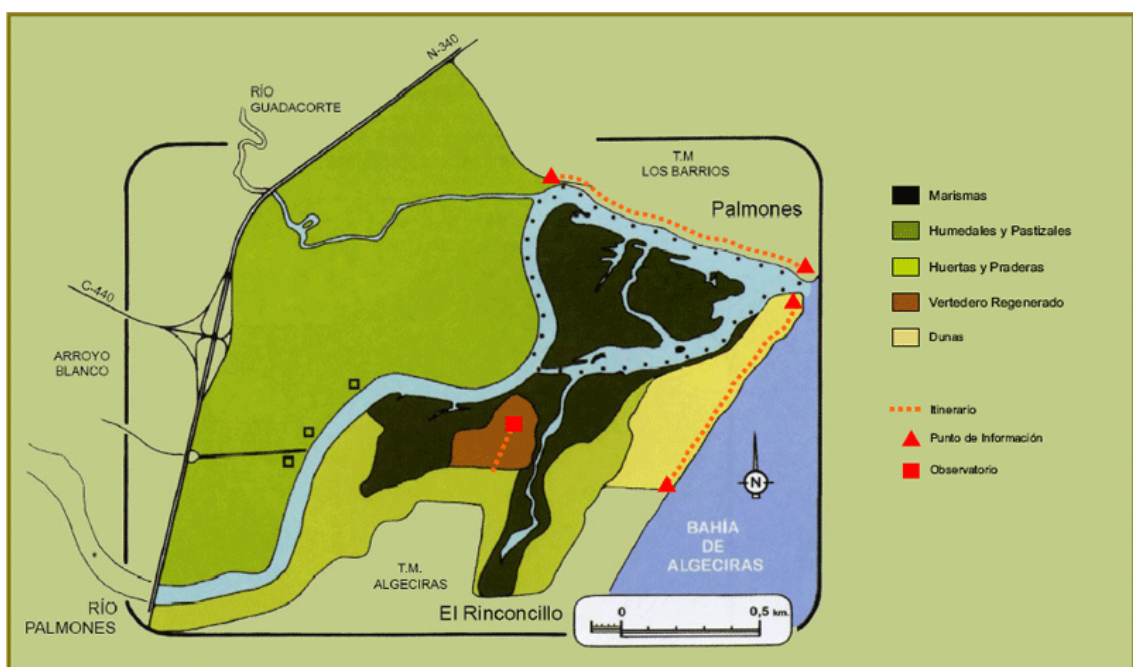 N-340
RÍO
GUADACORTE
T.M
LOS BARRIOS
Palmones
C-440
ARROYO
BLANCO
T.M.
ALGECIRAS
BAHÍA
DE
ALGECIRAS
N
RÍO
PALMONES
El Rinconcillo
0 0,5 km.
Marismas
Humedales y Pastizales
Huertas y Praderas
Vertedero Regenerado
Dunas
Itinerario
Punto de Información
Observatorio